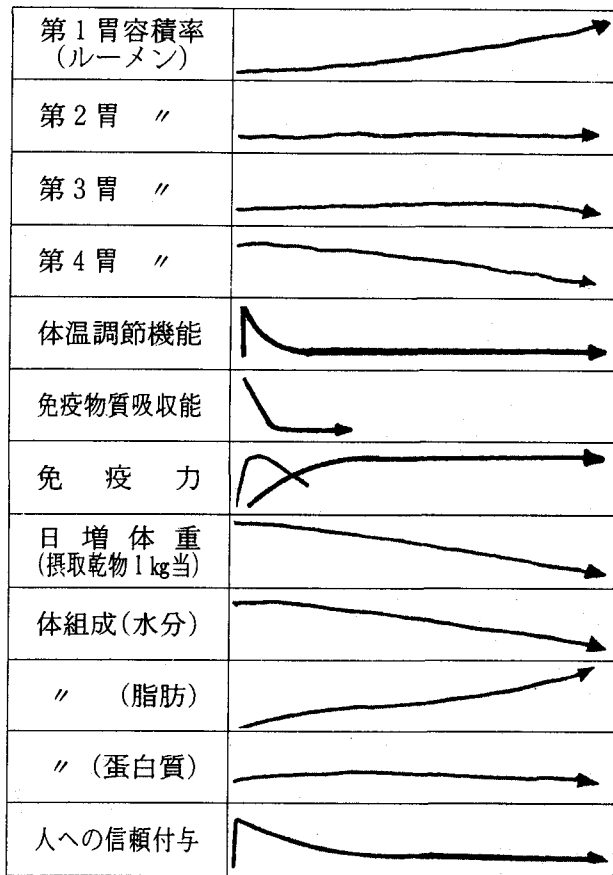 第1胃容積率
(ルーメン)
第2胃 〃
第3胃 〃
第4胃 〃
体温調節機能
免疫物質吸収能
免疫力
日増体重
(摂取乾物1kg当)
体組成(水分)
〃 (脂肪)
〃 (蛋白質)
人への信頼付与